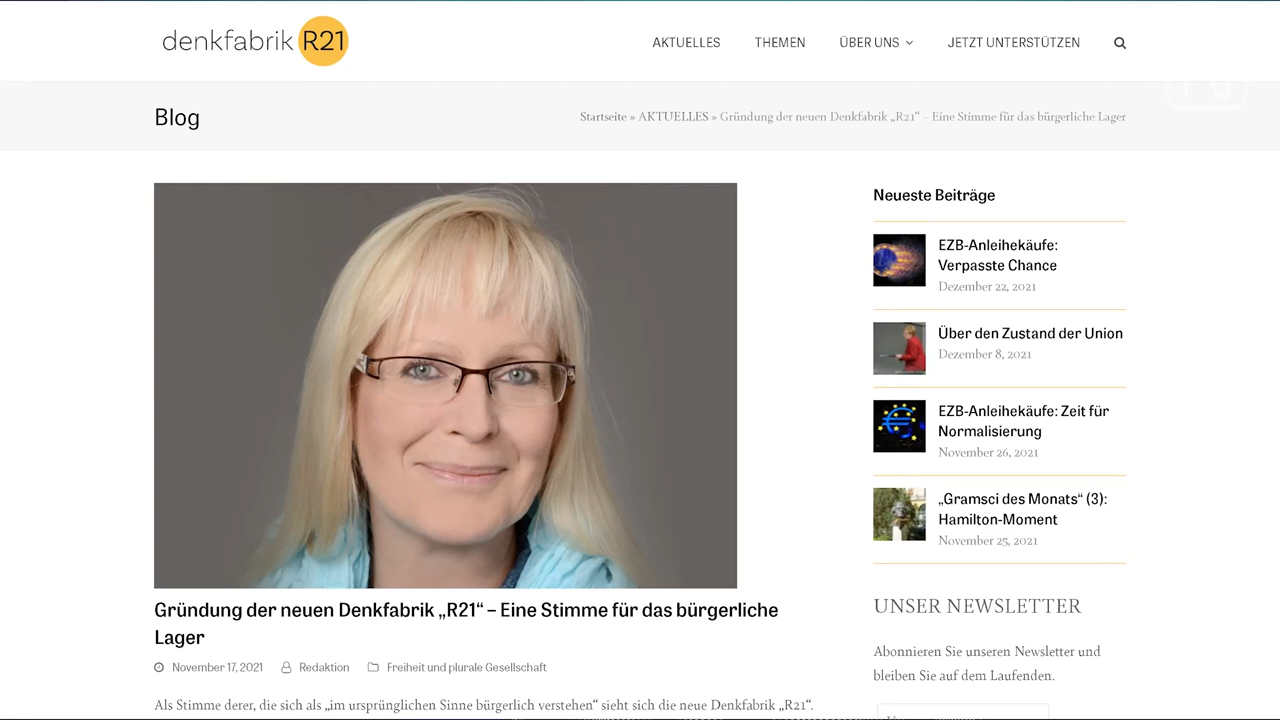 denkfabrik R21
AKTUELLES THEMEN ÜBER UNS JETZT UNTERSTÜTZEN
Blog
Startseite » AKTUELLES » Gründung der neuen Denkfabrik „R21“ – Eine Stimme für das bürgerliche Lager
Gründung der neuen Denkfabrik „R21“ – Eine Stimme für das bürgerliche
Lager
November 17, 2021 Redaktion Freiheit und plurale Gesellschaft
Als Stimme derer, die sich als „im ursprünglichen Sinne bürgerlich verstehen“ sieht sich die neue Denkfabrik „R21“.
Neueste Beiträge
EZB-Anleihekäufe:
Verpasste Chance
Dezember 22, 2021
Über den Zustand der Union
Dezember 8, 2021
EZB-Anleihekäufe: Zeit für
Normalisierung
November 26, 2021
„Gramsci des Monats“ (3):
Hamilton-Moment
November 25, 2021
UNSER NEWSLETTER
Abonnieren Sie unseren Newsletter und
bleiben Sie auf dem Laufenden.